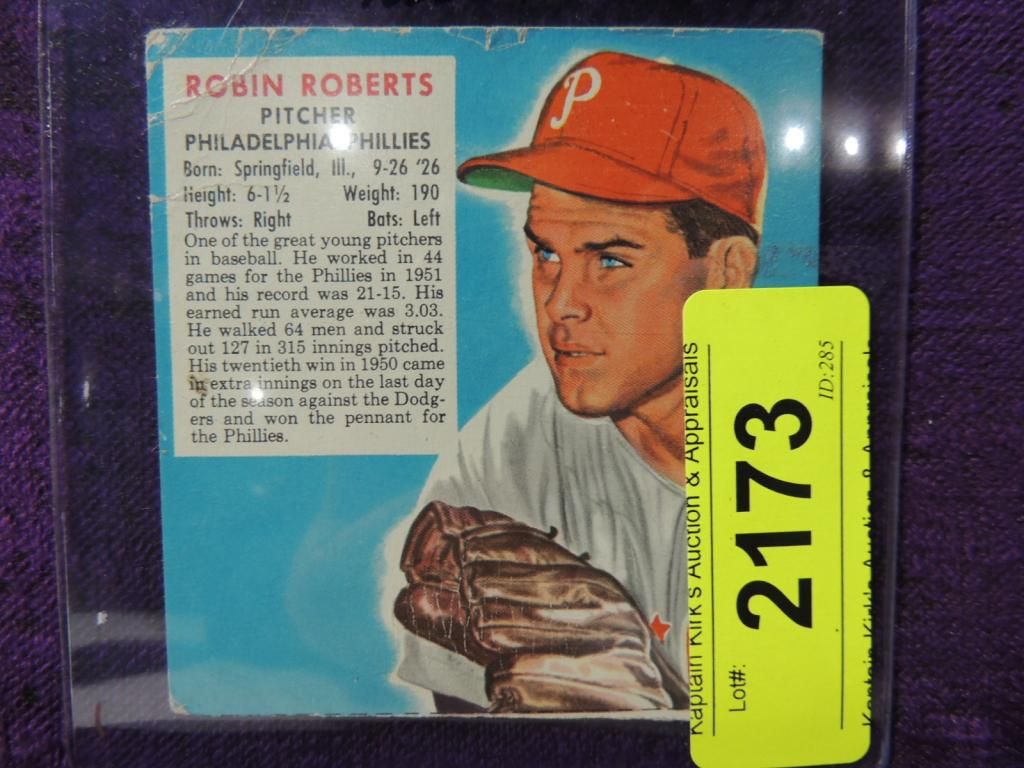 ROBIN ROBERTS
PITCHER
PHILADELPHIA PHILLIES
Born: Springfield, Ill., 9-26 '26
Height: 6-1½ Weight: 190
Throws: Right Bats: Left
One of the great young pitchers
in baseball. He worked in 44
games for the Phillies in 1951
and his record was 21-15. His
earned run average was 3.03.
He walked 64 men and struck
out 127 in 315 innings pitched.
His twentieth win in 1950 came
in extra innings on the last day
of the season against the Dodg-
ers and won the pennant for
the Phillies.
P
Kaptain Kirk's Auction & Appraisals
Lot#: 2173
ID:285
Kaptain Kirk's Auction & Appraisals